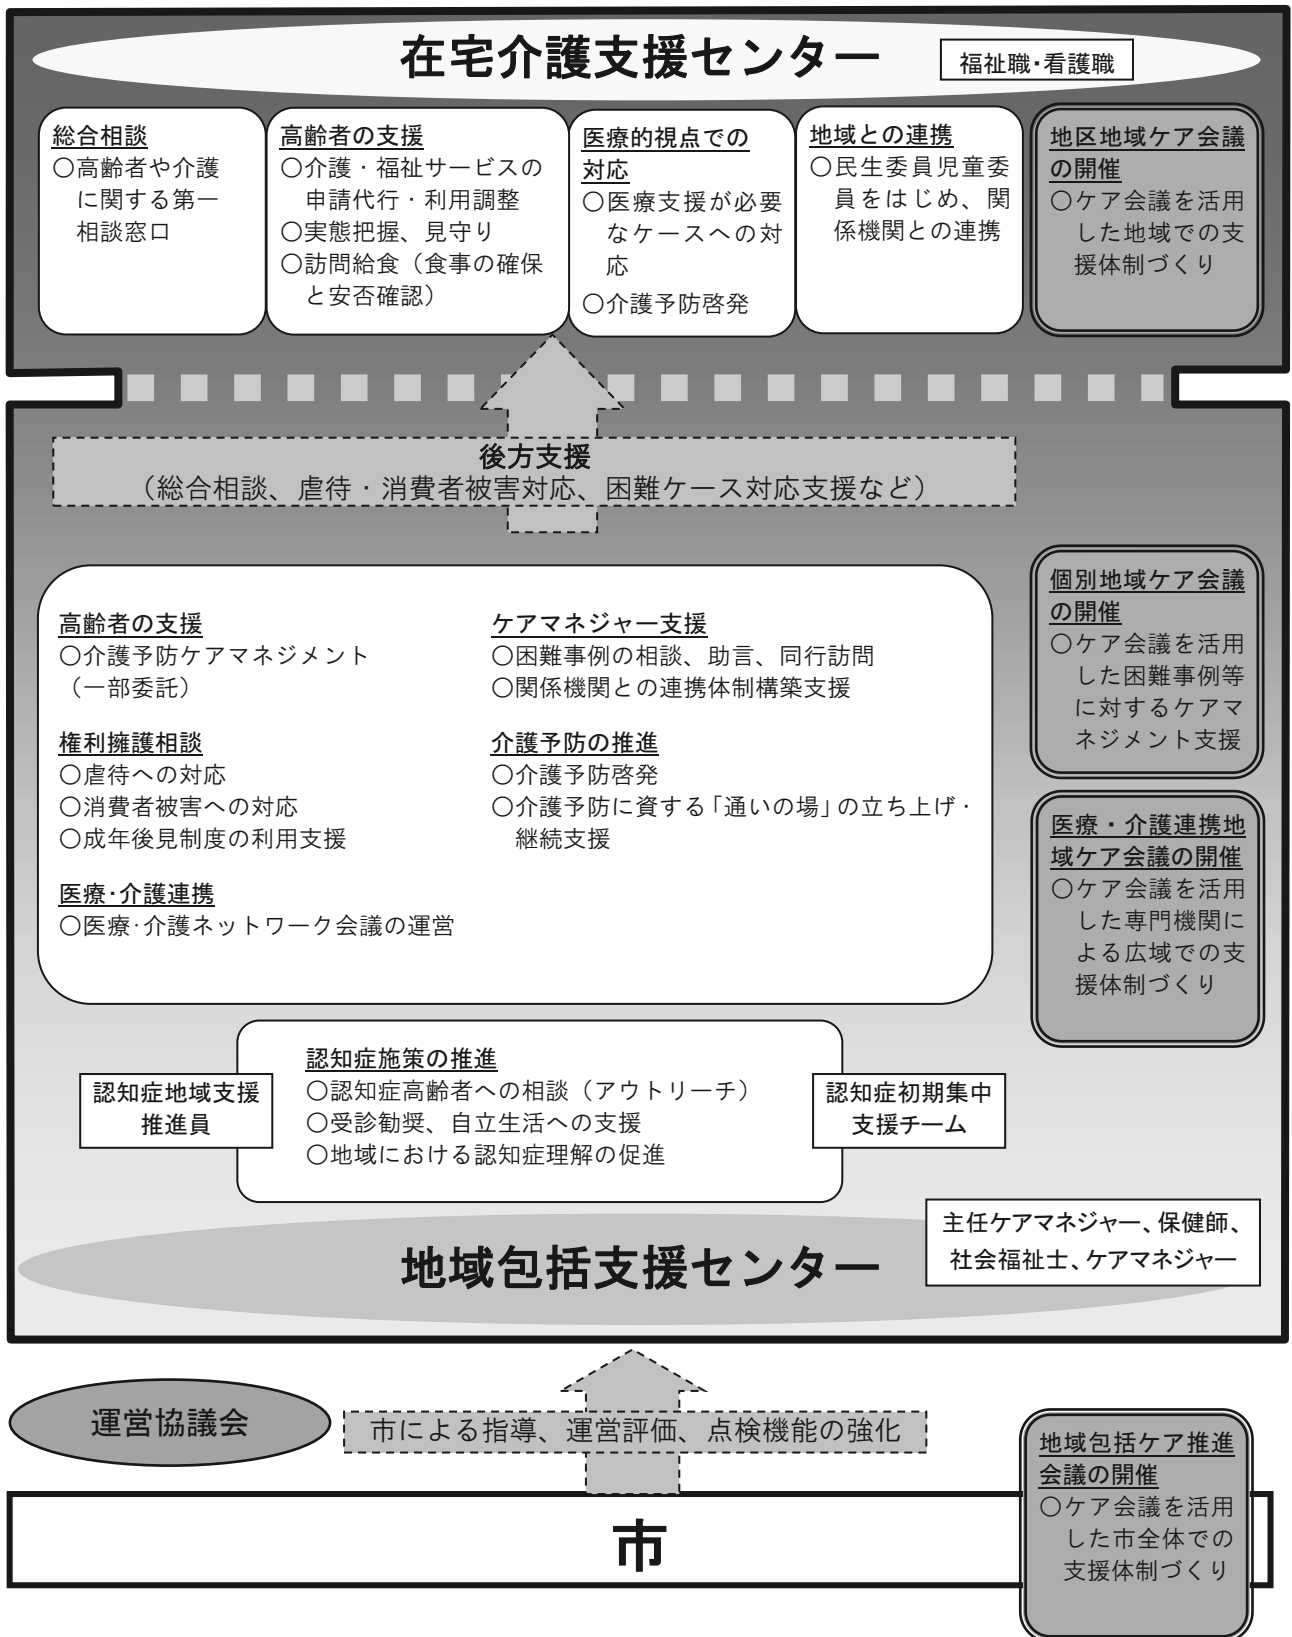 在宅介護支援センター
福祉職・看護職
総合相談
○高齢者や介護
に関する第一
相談窓口
高齢者の支援
○介護・福祉サービスの
申請代行・利用調整
○実態把握、見守り
○訪問給食（食事の確保
と安否確認）
医療的視点での
対応
○医療支援が必要
なケースへの対
応
○介護予防啓発
地域との連携
○民生委員児童委
員をはじめ、関
係機関との連携
地区地域ケア会議
の開催
○ケア会議を活用
した地域での支
援体制づくり
後方支援
（総合相談、虐待・消費者被害対応、困難ケース対応支援など）
高齢者の支援
○介護予防ケアマネジメント
（一部委託）
権利擁護相談
○虐待への対応
○消費者被害への対応
○成年後見制度の利用支援
医療・介護連携
○医療・介護ネットワーク会議の運営
ケアマネジャー支援
○困難事例の相談、助言、同行訪問
○関係機関との連携体制構築支援
介護予防の推進
○介護予防啓発
○介護予防に資する「通いの場」の立ち上げ・
継続支援
個別地域ケア会議
の開催
○ケア会議を活用
した困難事例等
に対するケアマ
ネジメント支援
医療・介護連携地
域ケア会議の開催
○ケア会議を活用
した専門機関に
よる広域での支
援体制づくり
認知症地域支援
推進員
認知症施策の推進
○認知症高齢者への相談（アウトリーチ）
○受診勧奨、自立生活への支援
○地域における認知症理解の促進
認知症初期集中
支援チーム
主任ケアマネジャー、保健師、
社会福祉士、ケアマネジャー
地域包括支援センター
運営協議会
市による指導、運営評価、点検機能の強化
地域包括ケア推進
会議の開催
○ケア会議を活用
した市全体での
支援体制づくり
市